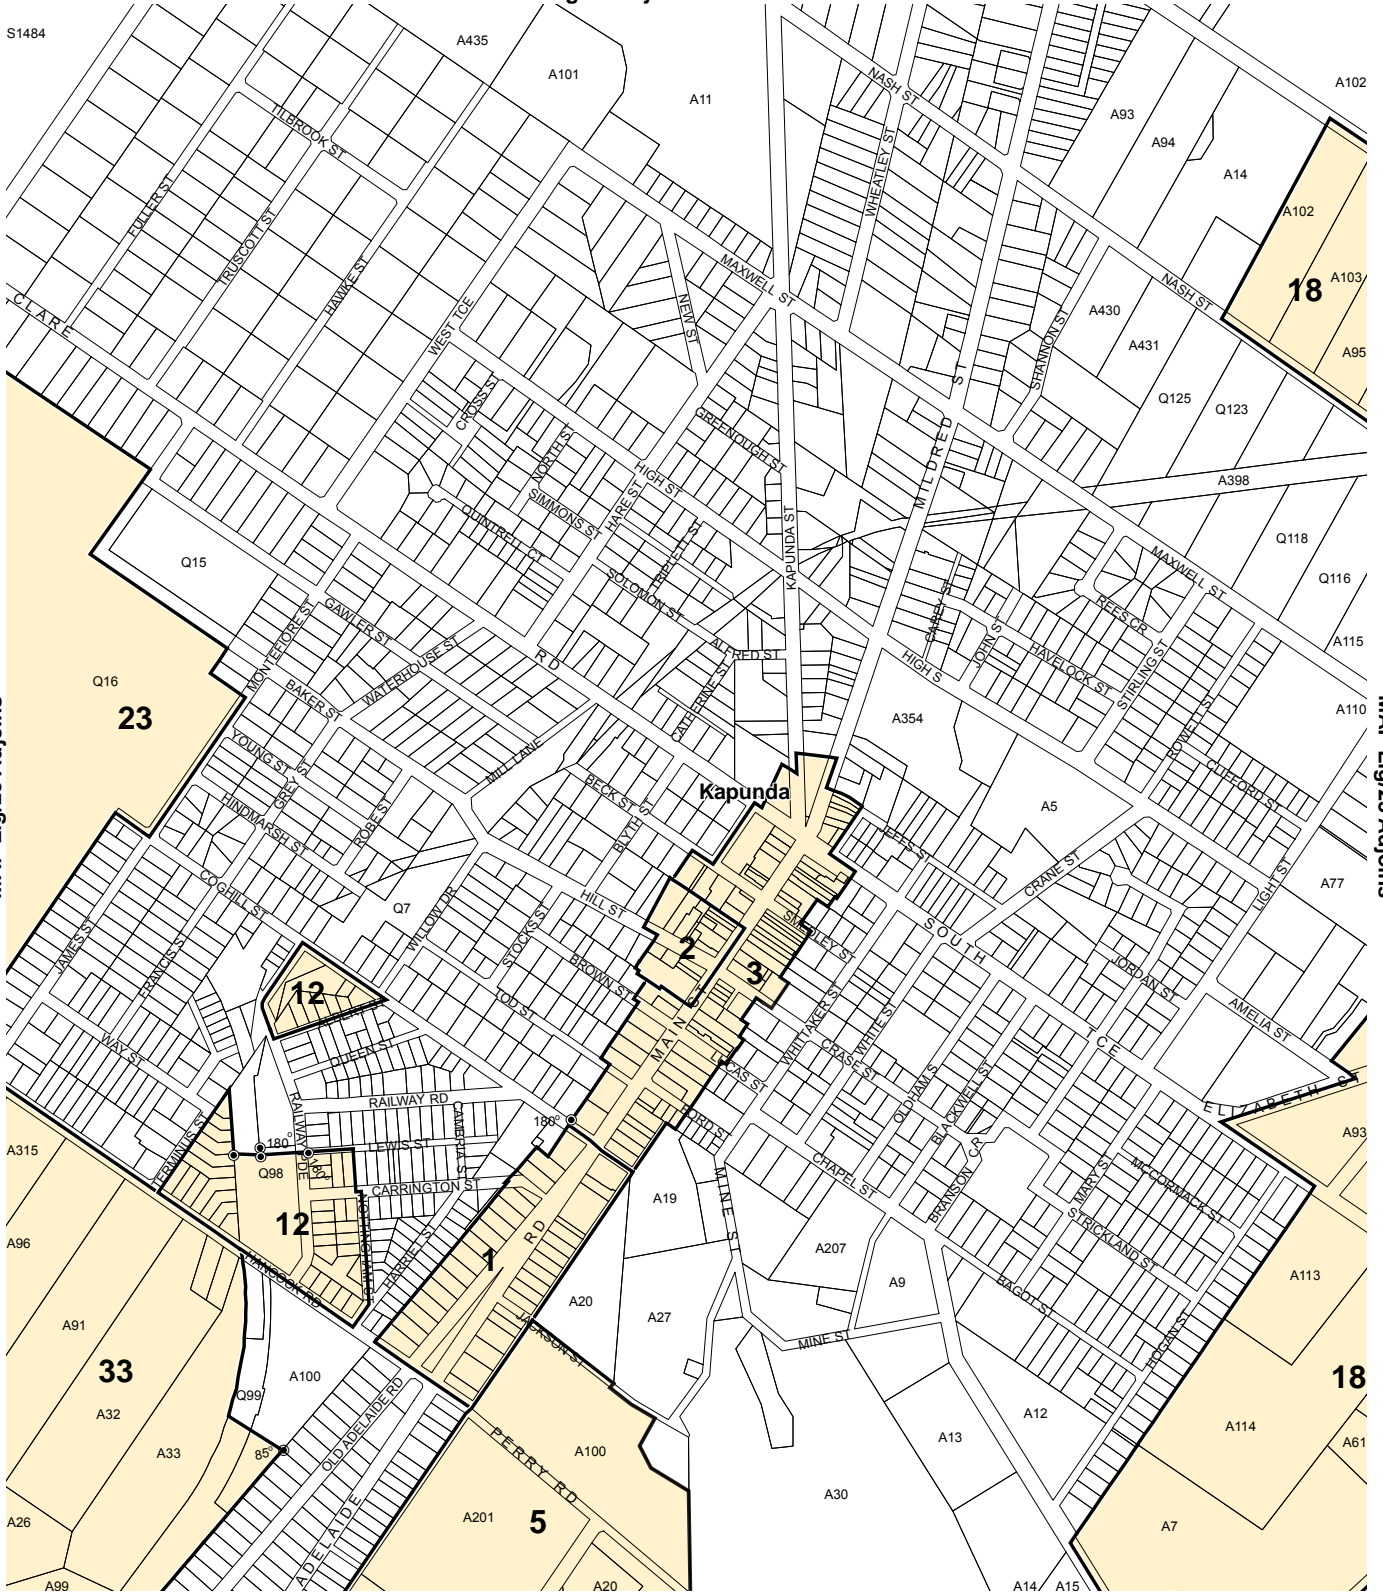 S1484
A435
A101
A11
A102
NASH ST
A93
A94
A14
TILBROOK ST
WHEATLEY ST
FULLER ST
TRUSCOTT ST
A102
A103
18
HAWKE ST
MAXWELL ST
NASH ST
CLARE
NEW ST
WEST TCE
A430
A431
SHANNON ST
A95
CROSS ST
GREENOUGH ST
Q125
Q123
NORTH ST
HIGH ST
MILDRED ST
A398
SIMMONS ST
HARE ST
QUINTRELL CT
TRIPLETT ST
KAPUNDA ST
Q118
Q15
MAXWELL ST
Q116
SOLOMON ST
CAREY ST
REES CR
GAWLER ST
MONTEFIORE ST
JOHN S
A115
WATERHOUSE ST
RD
ALFRED ST
HIGH S
HAVELOCK ST
STIRLING ST
Q16
BAKER ST
CATHERINE ST
A110
23
A354
ROWETT ST
YOUNG ST
MILL LANE
CLIFFORD ST
GREY ST
BECK ST
Kapunda
A5
HINDMARSH ST
ROBE ST
BLYTH ST
JEFFS ST
CRANE ST
COGHILL ST
Q7
HILL ST
LIGHT ST
A77
WILLOW DR
STOCKS ST
SMEDLEY ST
SOUTH
JAMES ST
2
FRANCIS S
BROWN ST
3
JORDAN ST
12
TOD ST
MAIN ST
AMELIA ST
WHITTAKER S
WHITE ST
TCE
WAY ST
QUEEN ST
LUCAS ST
CRASE ST
RAILWAY RD
OLDHAM S
BLACKWELL ST
ELIZABETH ST
RAILWAY
CAMBRIA S
180°
FORD ST
TERMINUS ST
180°
LEWIS ST
A93
A315
Q98
180°
CHAPEL ST
MCCORMACK ST
MARY S
CARRINGTON ST
A19
MINE ST
BRANSON CR
12
STRICKLAND ST
A96
HARRIET S
RD
A207
HANCOCK RD
1
A9
A113
BAGOT ST
A20
A27
A91
JACKSON ST
MINE ST
HOGAN ST
33
A100
18
Q99
A32
OLD ADELAIDE RD
A12
A114
A33
PERRY RD
A100
A13
A61
85°
A30
A26
A201
5
A7
ADELAIDE
A99
A20
A14
A15